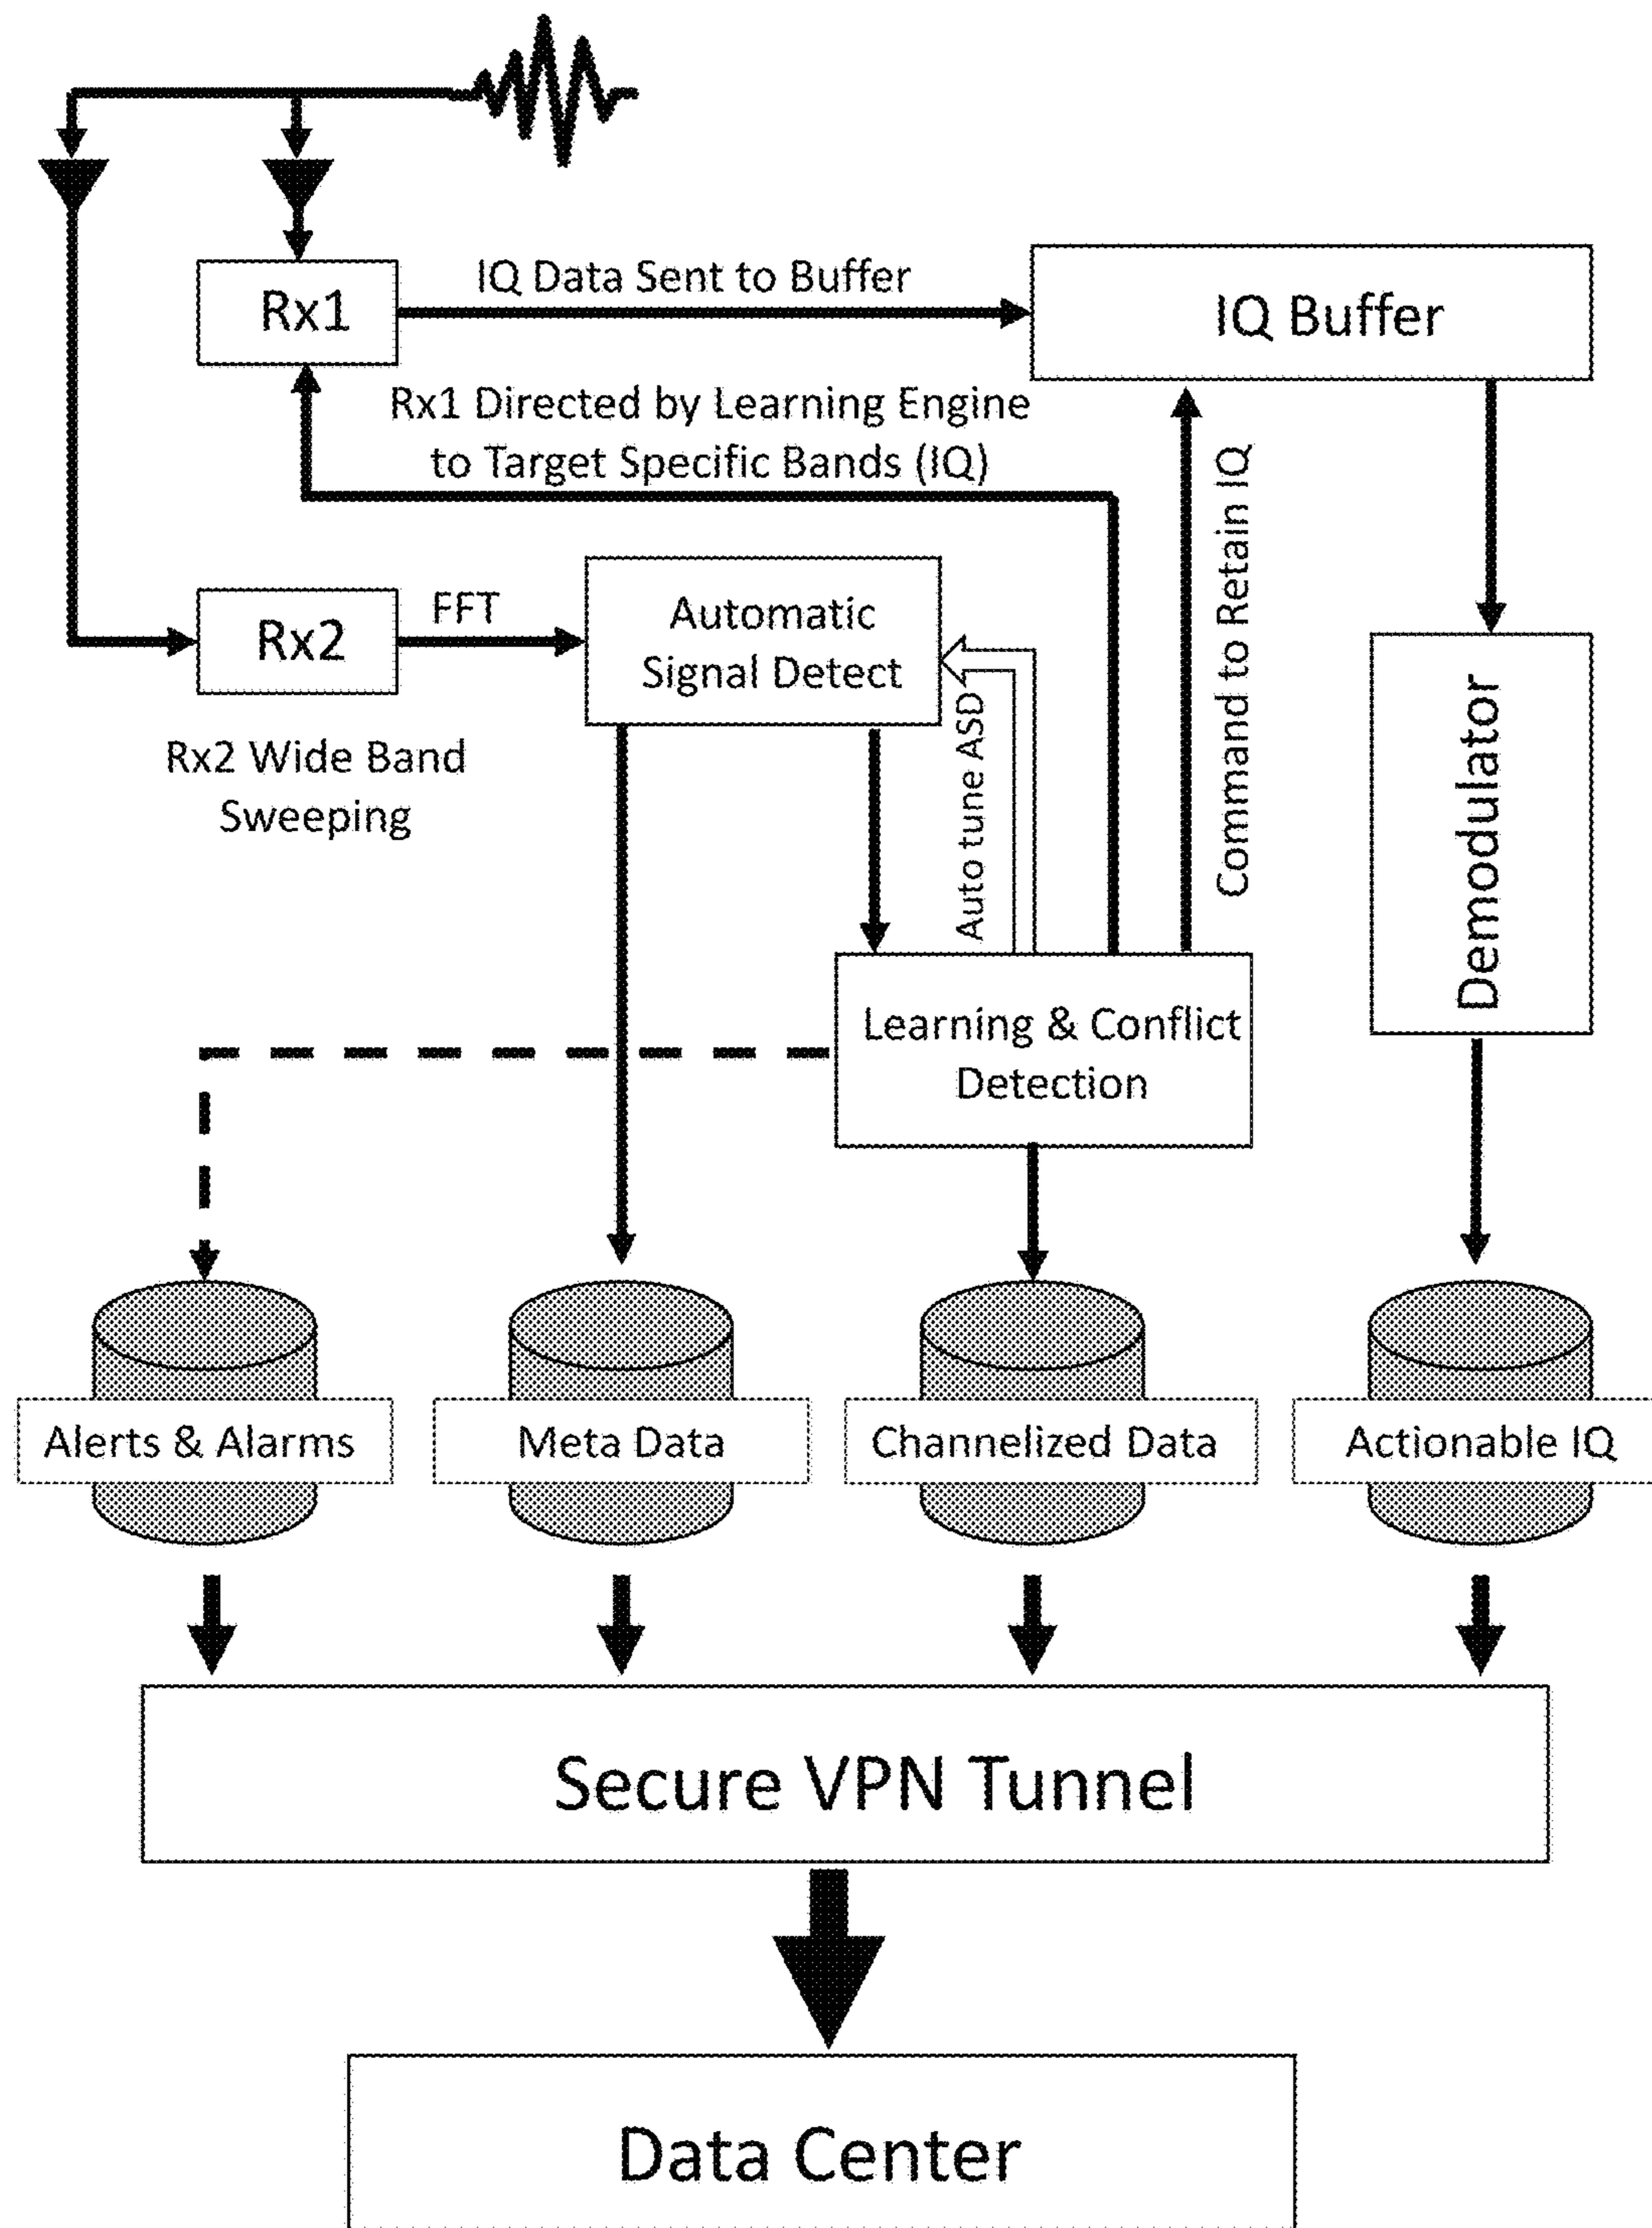 IQ Data Sent to Buffer
Rx1
IQ Buffer
Rx1 Directed by Learning Engine
to Target Specific Bands (IQ)
Command to Retain IQ
FFT
Rx2
Automatic
Signal Detect
Rx2 Wide Band
Sweeping
Auto tune ASD
Demodulator
Learning & Conflict
Detection
Alerts & Alarms
Meta Data
Channelized Data
Actionable IQ
Secure VPN Tunnel
Data Center